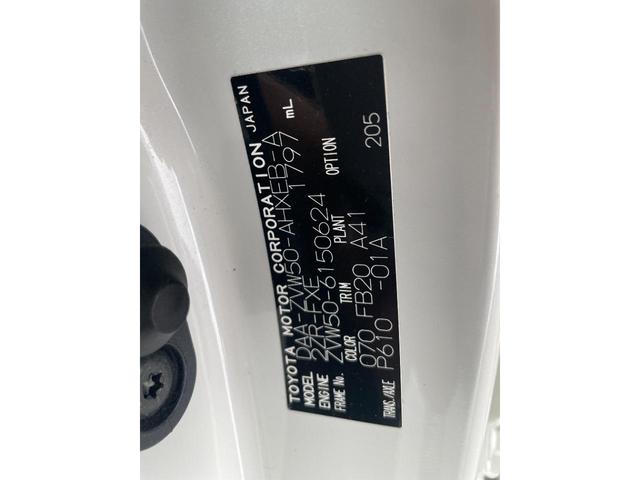 TOYOTA MOTOR CORPORATION JAPAN
MODEL DAA-ZVW50-AHXEB-A
ENGINE 2ZR-FXE 1797 mL
FRAME No. ZVW50-6150624
COLOR TRIM PLANT OPTION
070 FB20 A41 205
TRANS./AXLE P610 -01A